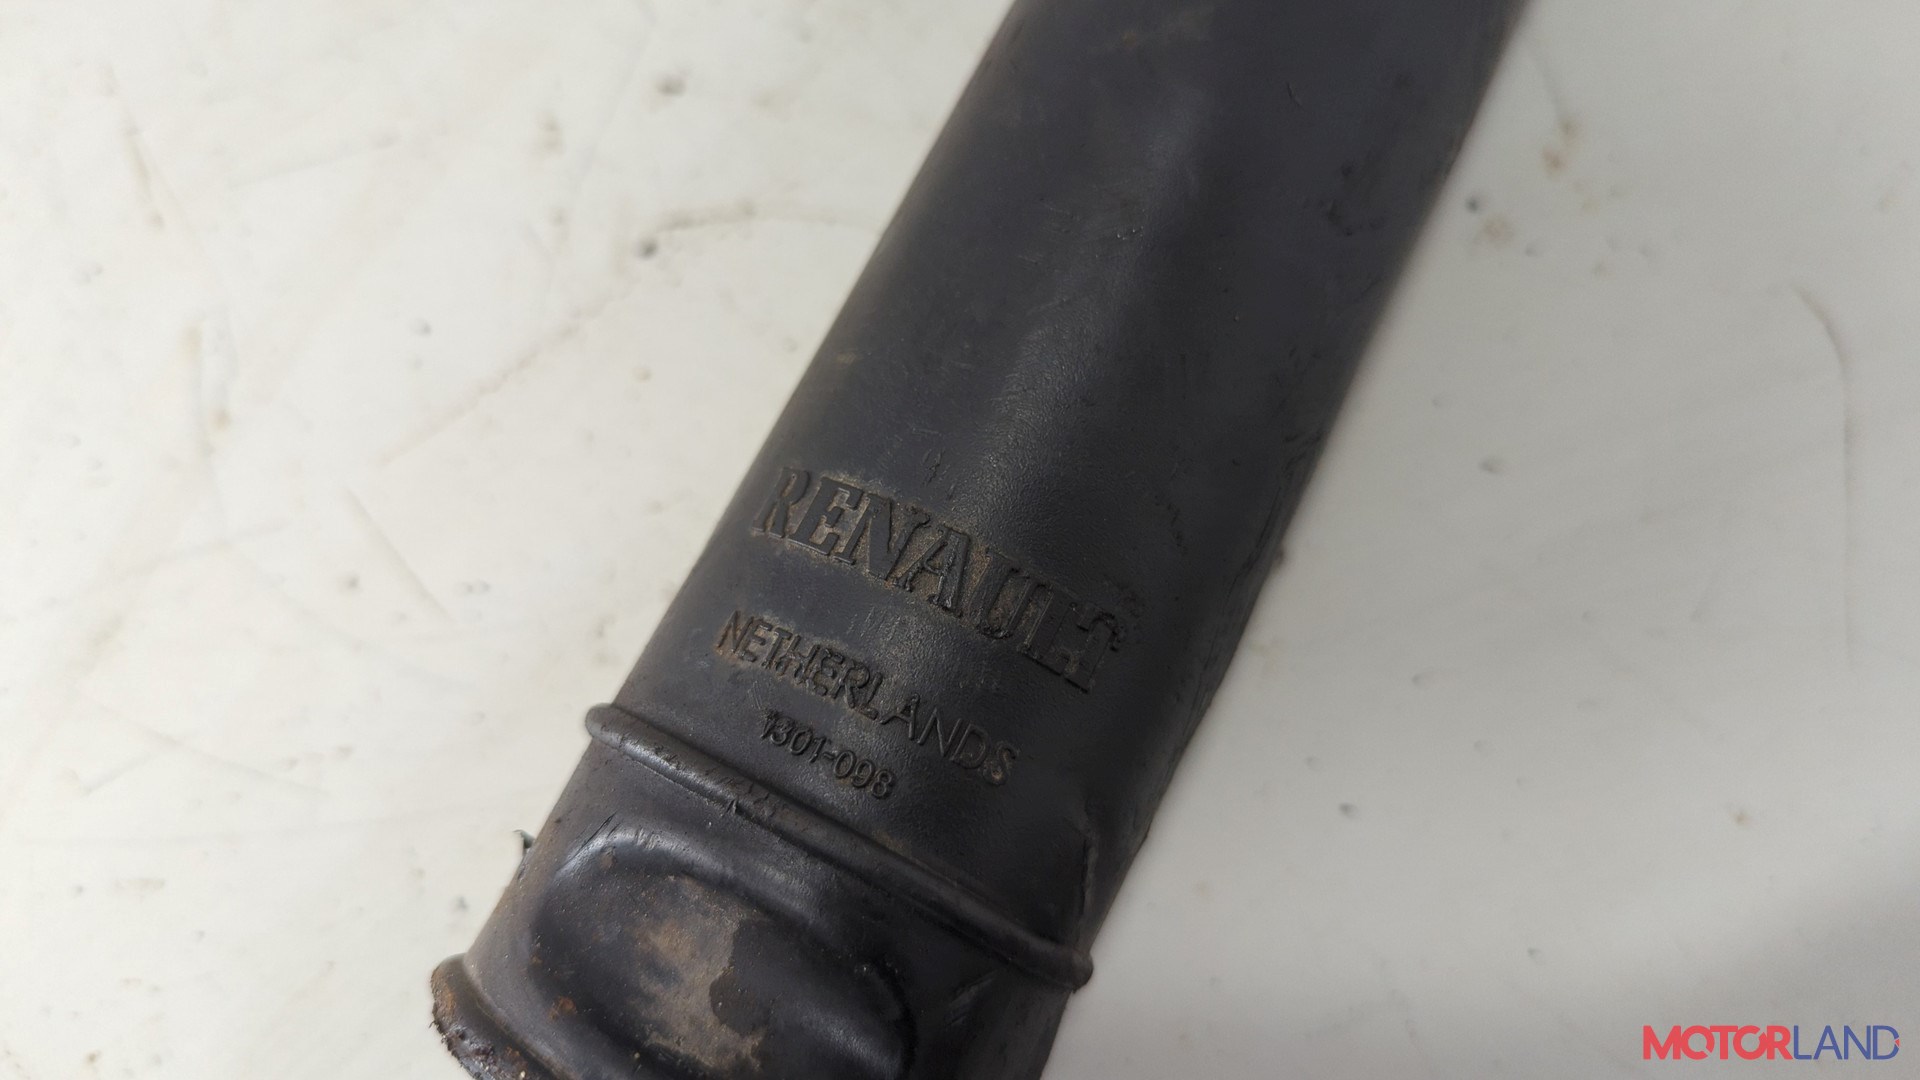 RENAULT
NETHERLANDS
1301-098
MOTORLAND